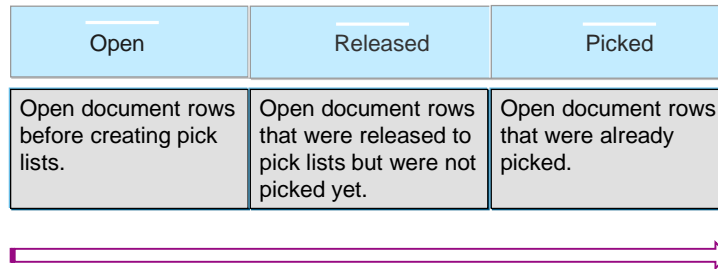 Open
Released
Picked
Open document rows
before creating pick
lists.
Open document rows
that were released to
pick lists but were not
picked yet.
Open document rows
that were already
picked.